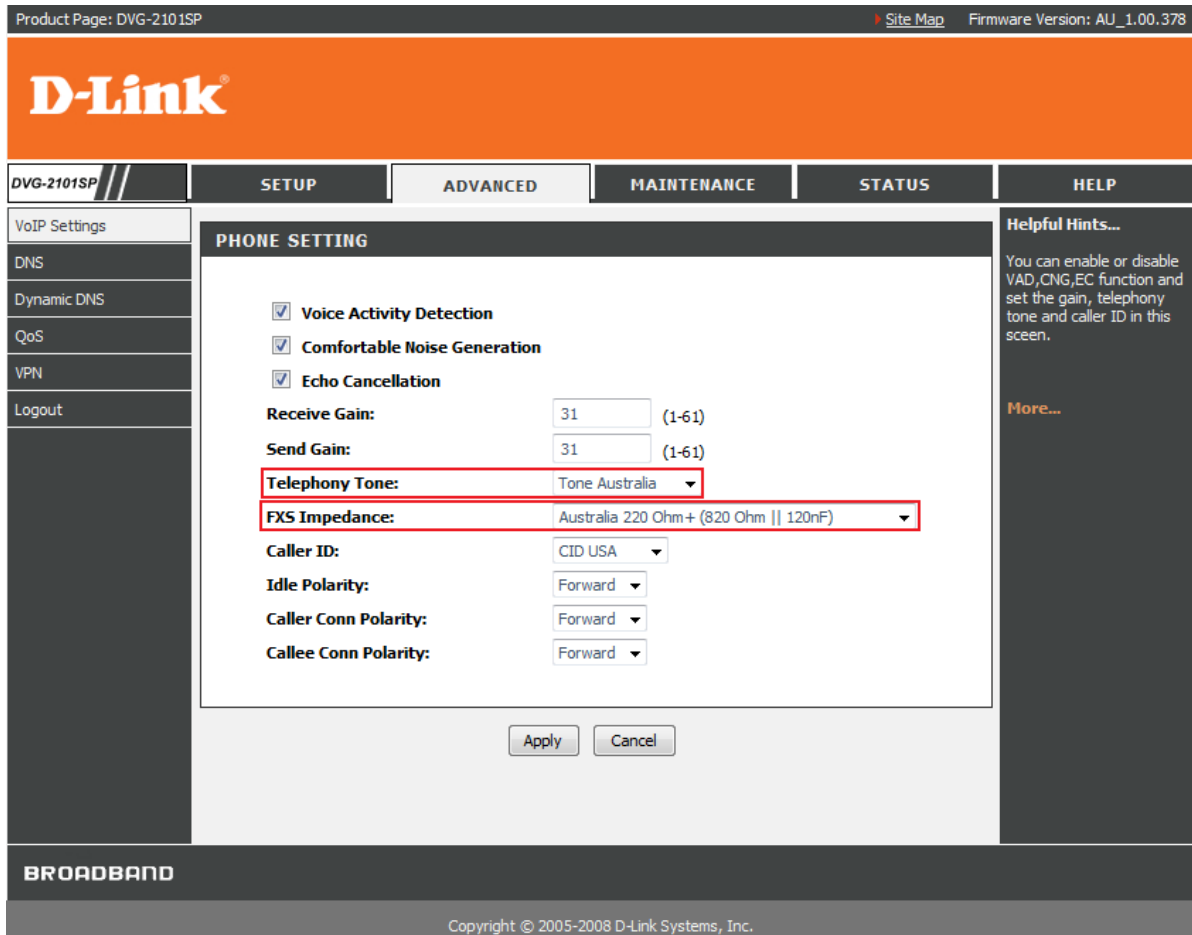 Product Page: DVG-2101SP
Site Map
Firmware Version: AU_1.00.378
D-Link®
DVG-2101SP
SETUP
ADVANCED
MAINTENANCE
STATUS
HELP
VoIP Settings
DNS
Dynamic DNS
QoS
VPN
Logout
PHONE SETTING
Voice Activity Detection
Comfortable Noise Generation
Echo Cancellation
Receive Gain: 31 (1-61)
Send Gain: 31 (1-61)
Telephony Tone: Tone Australia
FXS Impedance: Australia 220 Ohm+ (820 Ohm || 120nF)
Caller ID: CID USA
Idle Polarity: Forward
Caller Conn Polarity: Forward
Callee Conn Polarity: Forward
Apply
Cancel
Helpful Hints...
You can enable or disable
VAD,CNG,EC function and
set the gain, telephony
tone and caller ID in this
sceen.
More...
BROADBAND
Copyright © 2005-2008 D-Link Systems, Inc.